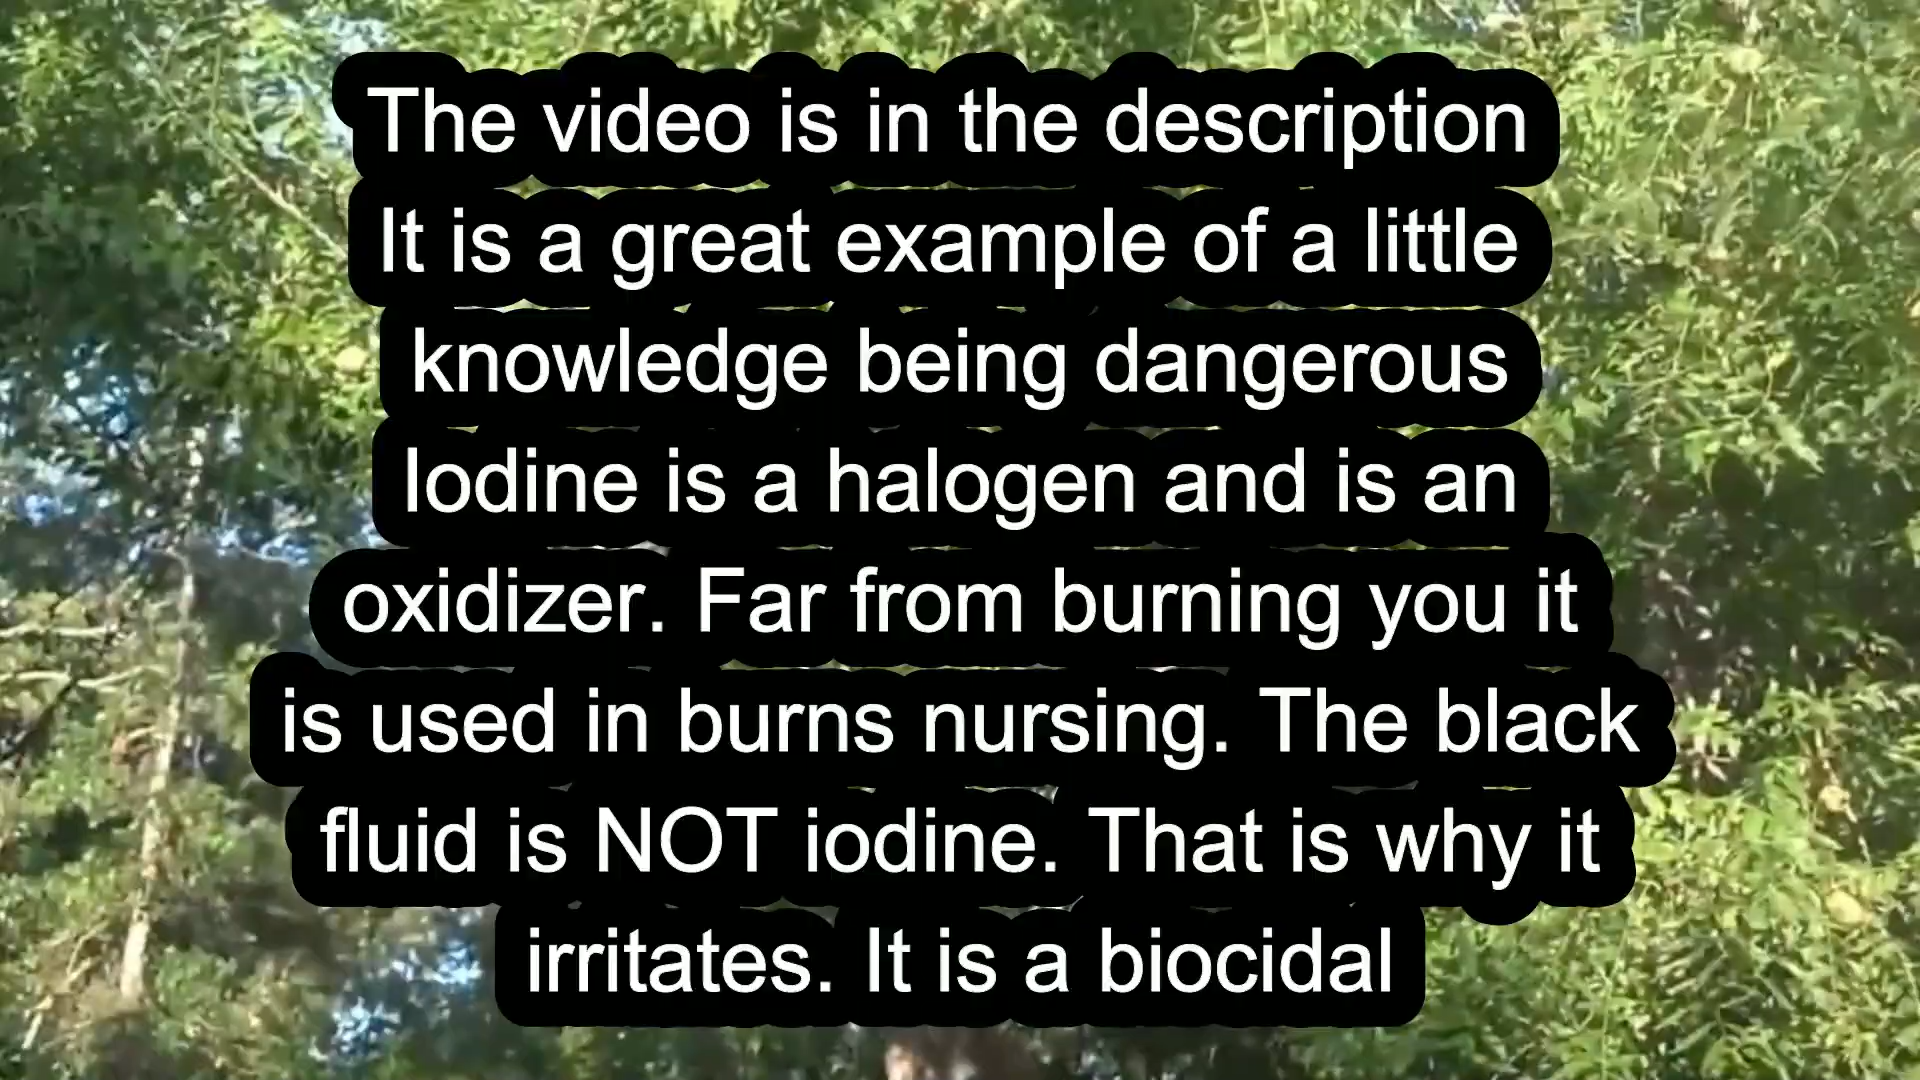 The video is in the description
It is a great example of a little
knowledge being dangerous
Iodine is a halogen and is an
oxidizer. Far from burning you it
is used in burns nursing. The black
fluid is NOT iodine. That is why it
irritates. It is a biocidal